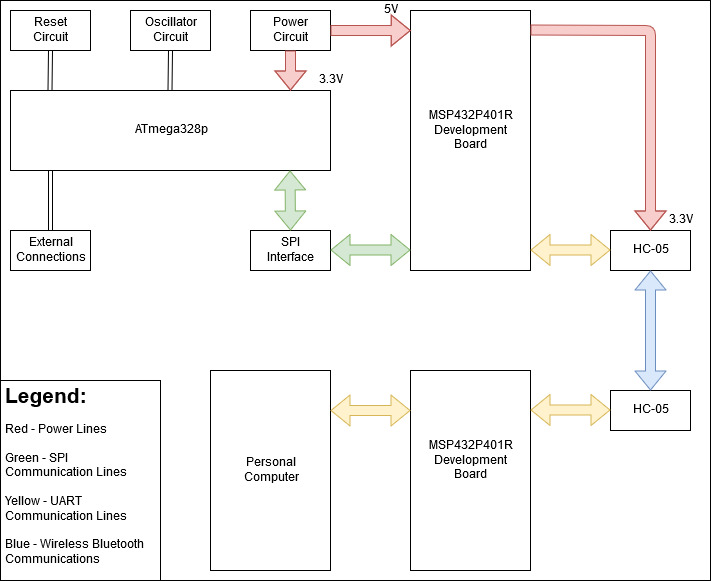 Reset
Circuit
Oscillator
Circuit
Power
Circuit
5V
3.3V
ATmega328p
MSP432P401R
Development
Board
3.3V
External
Connections
SPI
Interface
HC-05
Legend:
Red - Power Lines
Green - SPI
Communication Lines
Yellow - UART
Communication Lines
Blue - Wireless Bluetooth
Communications
Personal
Computer
MSP432P401R
Development
Board
HC-05